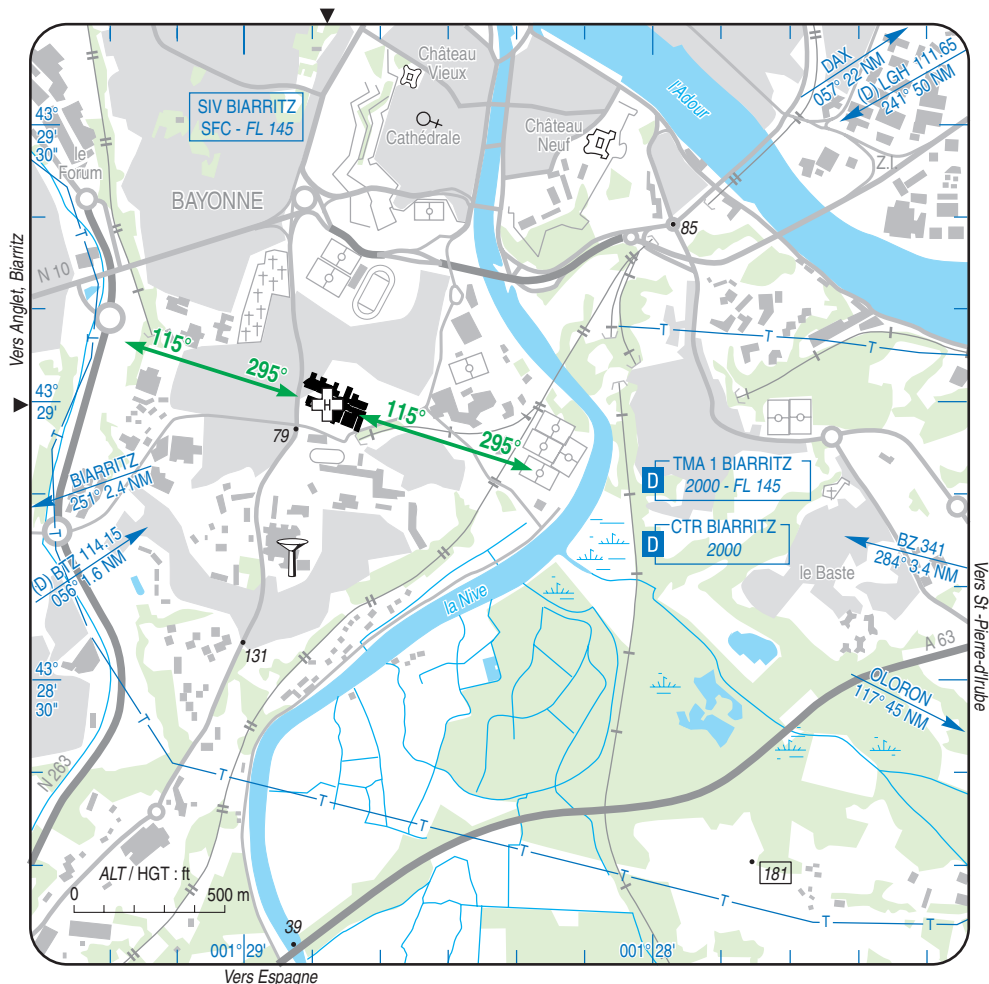 Château
Vieux
DAX
057° 22 NM
(D) LGH 111.65
241° 50 NM
SIV BIARRITZ
SFC - FL 145
l'Adour
43°
29'
30"
Cathédrale
Château
Neuf
le
Forum
Z.I.
BAYONNE
85
Vers Anglet, Biarritz
N 10
T
T
T
T
T
115°
295°
43°
29'
H
115°
295°
79
T
BIARRITZ
251° 2.4 NM
D
TMA 1 BIARRITZ
2000 - FL 145
D
CTR BIARRITZ
2000
T
(D) BTZ 114.15
056° 1.6 NM
BZ 341
284° 3.4 NM
le Baste
la Nive
Vers St -Pierre-d'Irube
T
131
A 63
43°
28'
30"
OLORON
117° 45 NM
T
N 263
T
T
T
T
T
T
T
T
ALT / HGT : ft
0
500 m
181
39
001° 29'
001° 28'
Vers Espagne